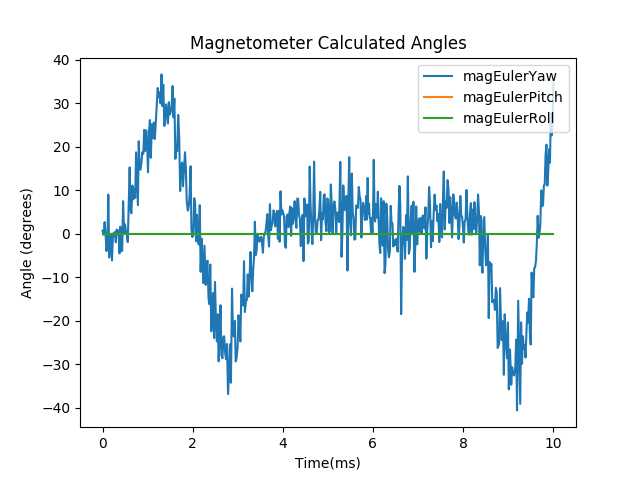 Magnetometer Calculated Angles
magEulerYaw
magEulerPitch
magEulerRoll
Angle (degrees)
40
30
20
10
0
−10
−20
−30
−40
0 2 4 6 8 10
Time(ms)